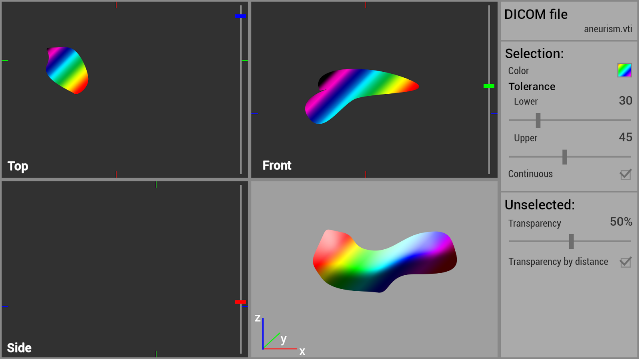 Top
Front
Side
z
y
x
DICOM file
aneurism.vti
Selection:
Color
Tolerance
Lower 30
Upper 45
Continuous
Unselected:
Transparency 50%
Transparency by distance